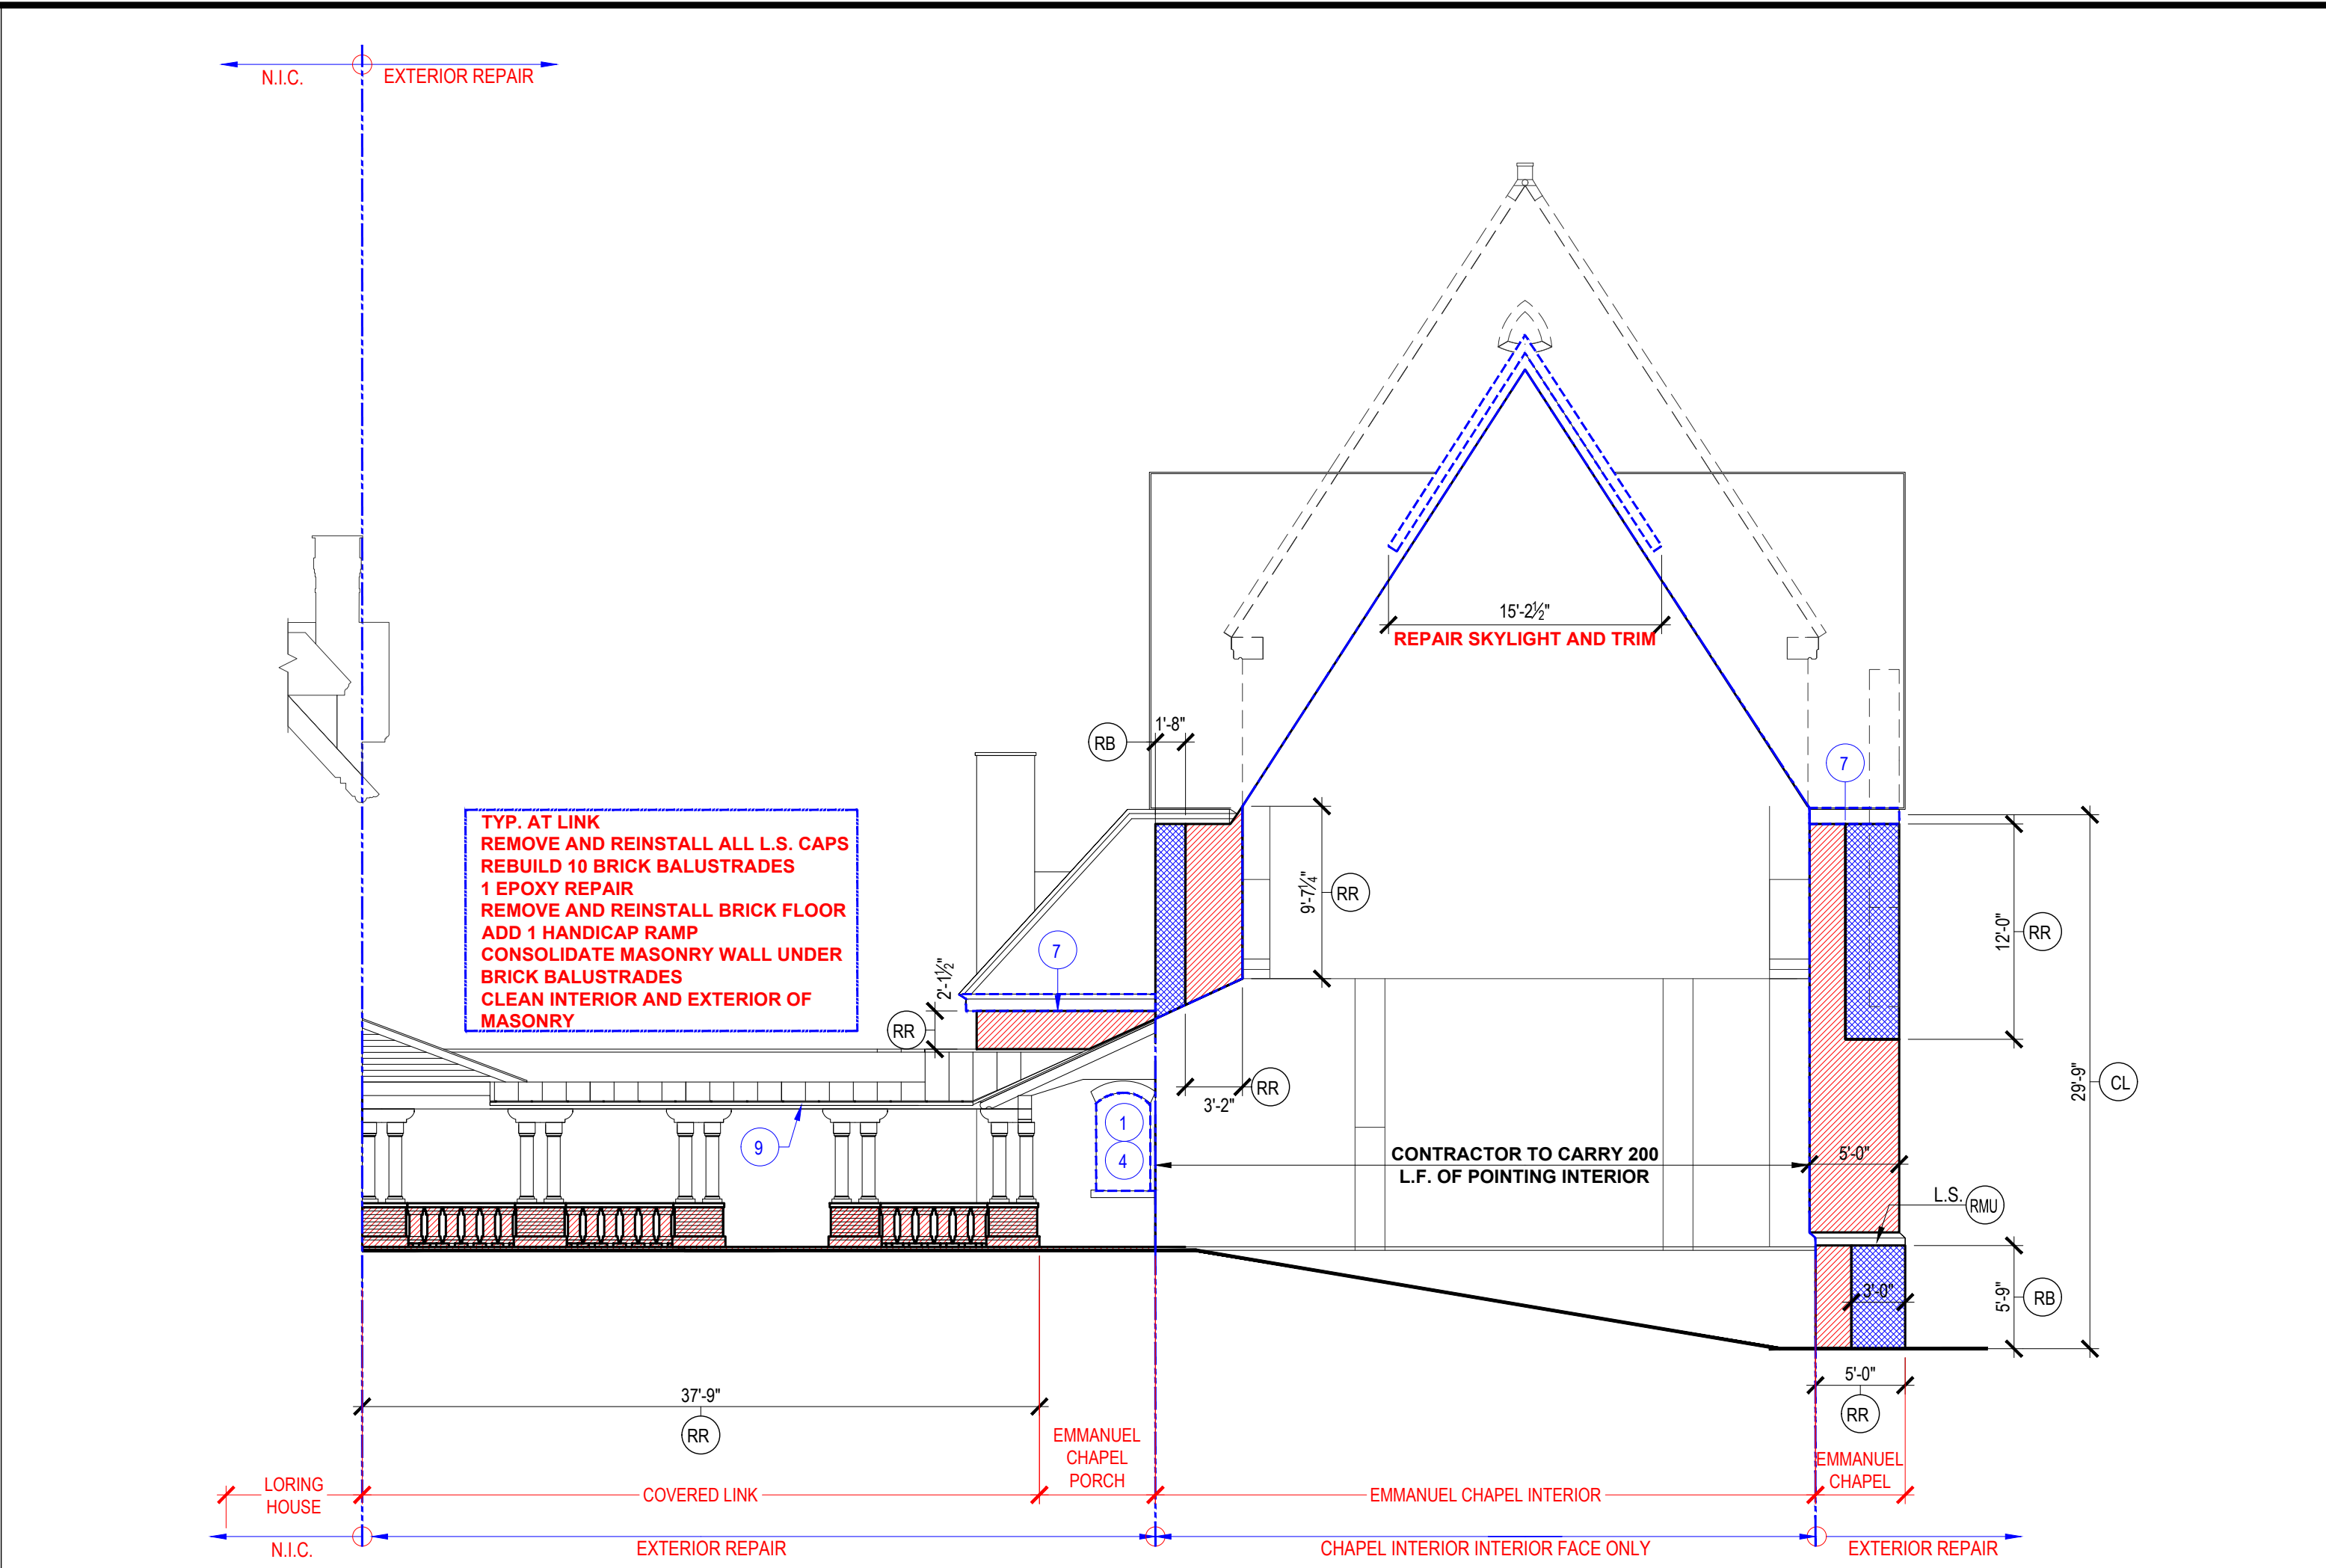 N.I.C.
EXTERIOR REPAIR
15'-2½"
REPAIR SKYLIGHT AND TRIM
1'-8"
RB
7
TYP. AT LINK
REMOVE AND REINSTALL ALL L.S. CAPS
REBUILD 10 BRICK BALUSTRADES
1 EPOXY REPAIR
REMOVE AND REINSTALL BRICK FLOOR
ADD 1 HANDICAP RAMP
CONSOLIDATE MASONRY WALL UNDER
BRICK BALUSTRADES
CLEAN INTERIOR AND EXTERIOR OF
MASONRY
9'-7¼"
RR
12'-0"
RR
7
2'-1½"
RR
29'-9"
CL
3'-2"
RR
1
4
9
CONTRACTOR TO CARRY 200
L.F. OF POINTING INTERIOR
5'-0"
L.S.
RMU
3'-0"
5'-9"
RB
37'-9"
RR
5'-0"
RR
LORING
HOUSE
COVERED LINK
EMMANUEL
CHAPEL
PORCH
EMMANUEL CHAPEL INTERIOR
EMMANUEL
CHAPEL
N.I.C.
EXTERIOR REPAIR
CHAPEL INTERIOR INTERIOR FACE ONLY
EXTERIOR REPAIR